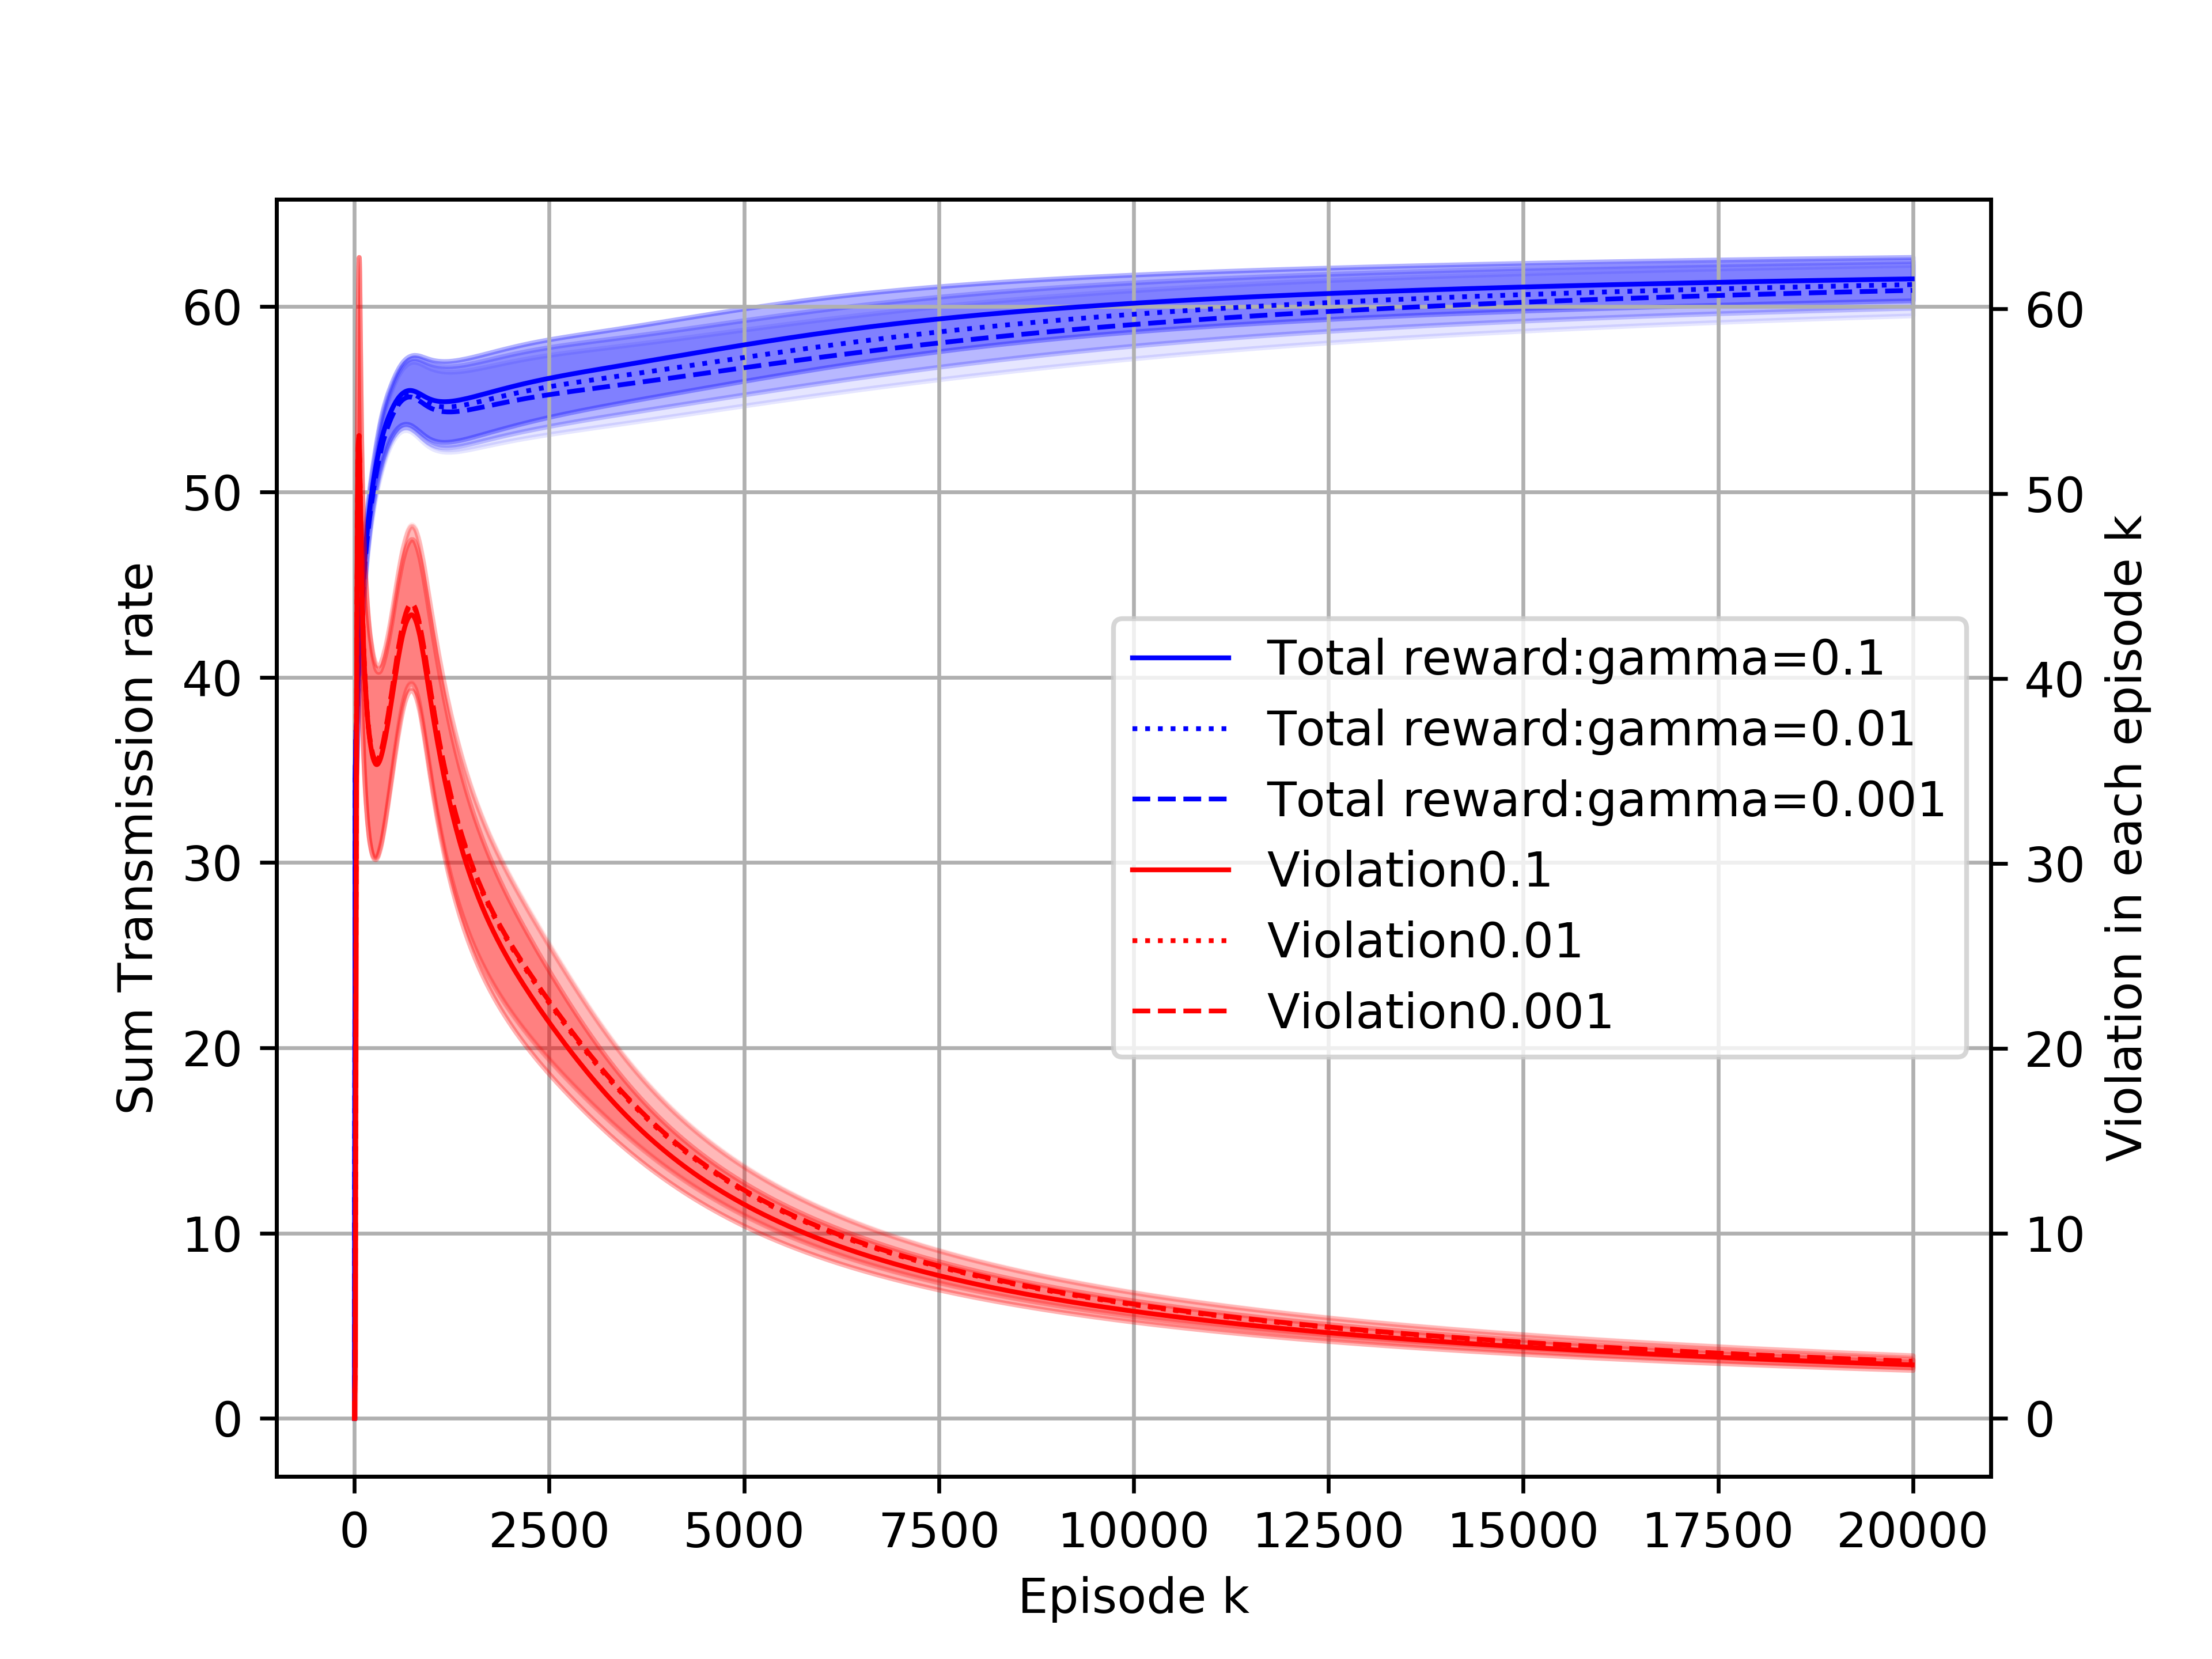 Sum Transmission rate
60
50
40
30
20
10
0
Total reward:gamma=0.1
Total reward:gamma=0.01
Total reward:gamma=0.001
Violation0.1
Violation0.01
Violation0.001
60
50
40
30
20
10
0
Violation in each episode k
0 2500 5000 7500 10000 12500 15000 17500 20000
Episode k